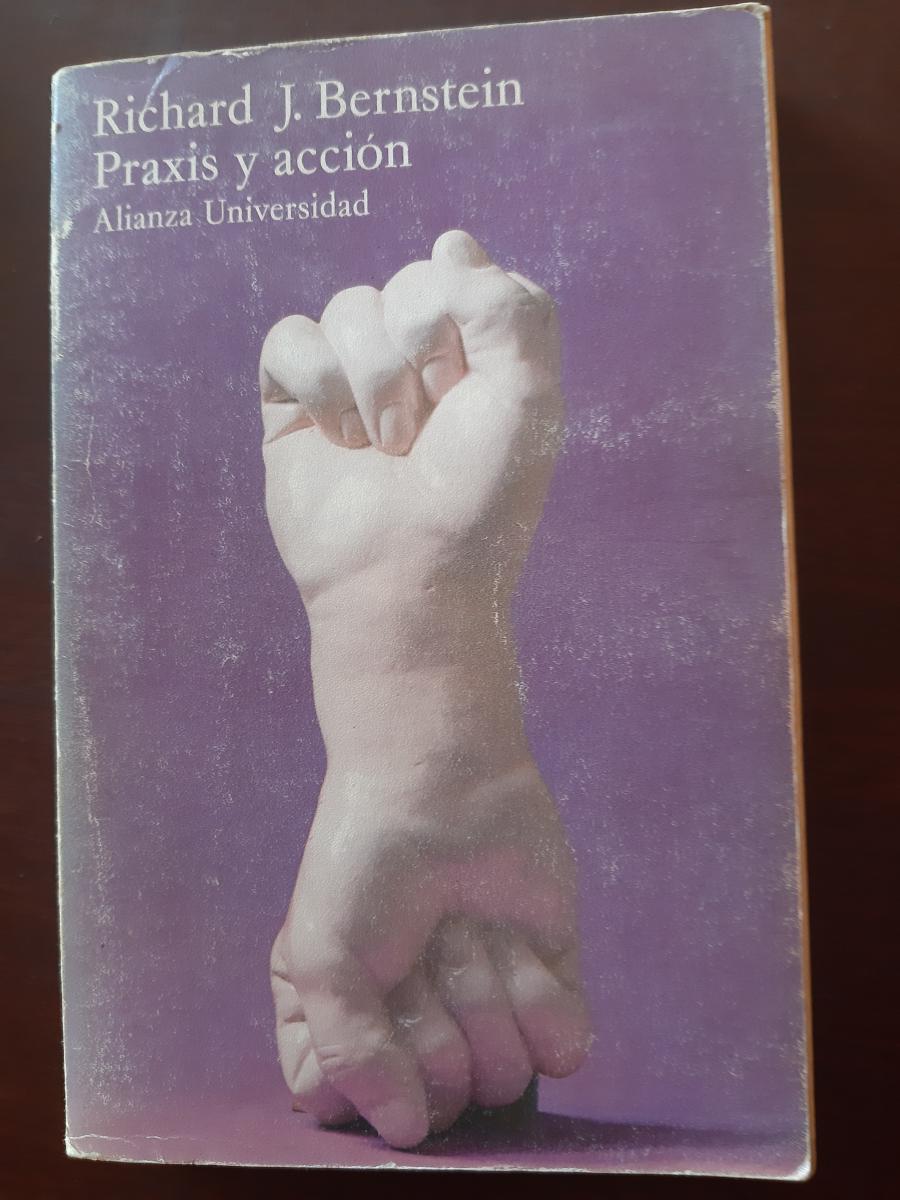 Richard J. Bernstein
Praxis y acción
Alianza Universidad